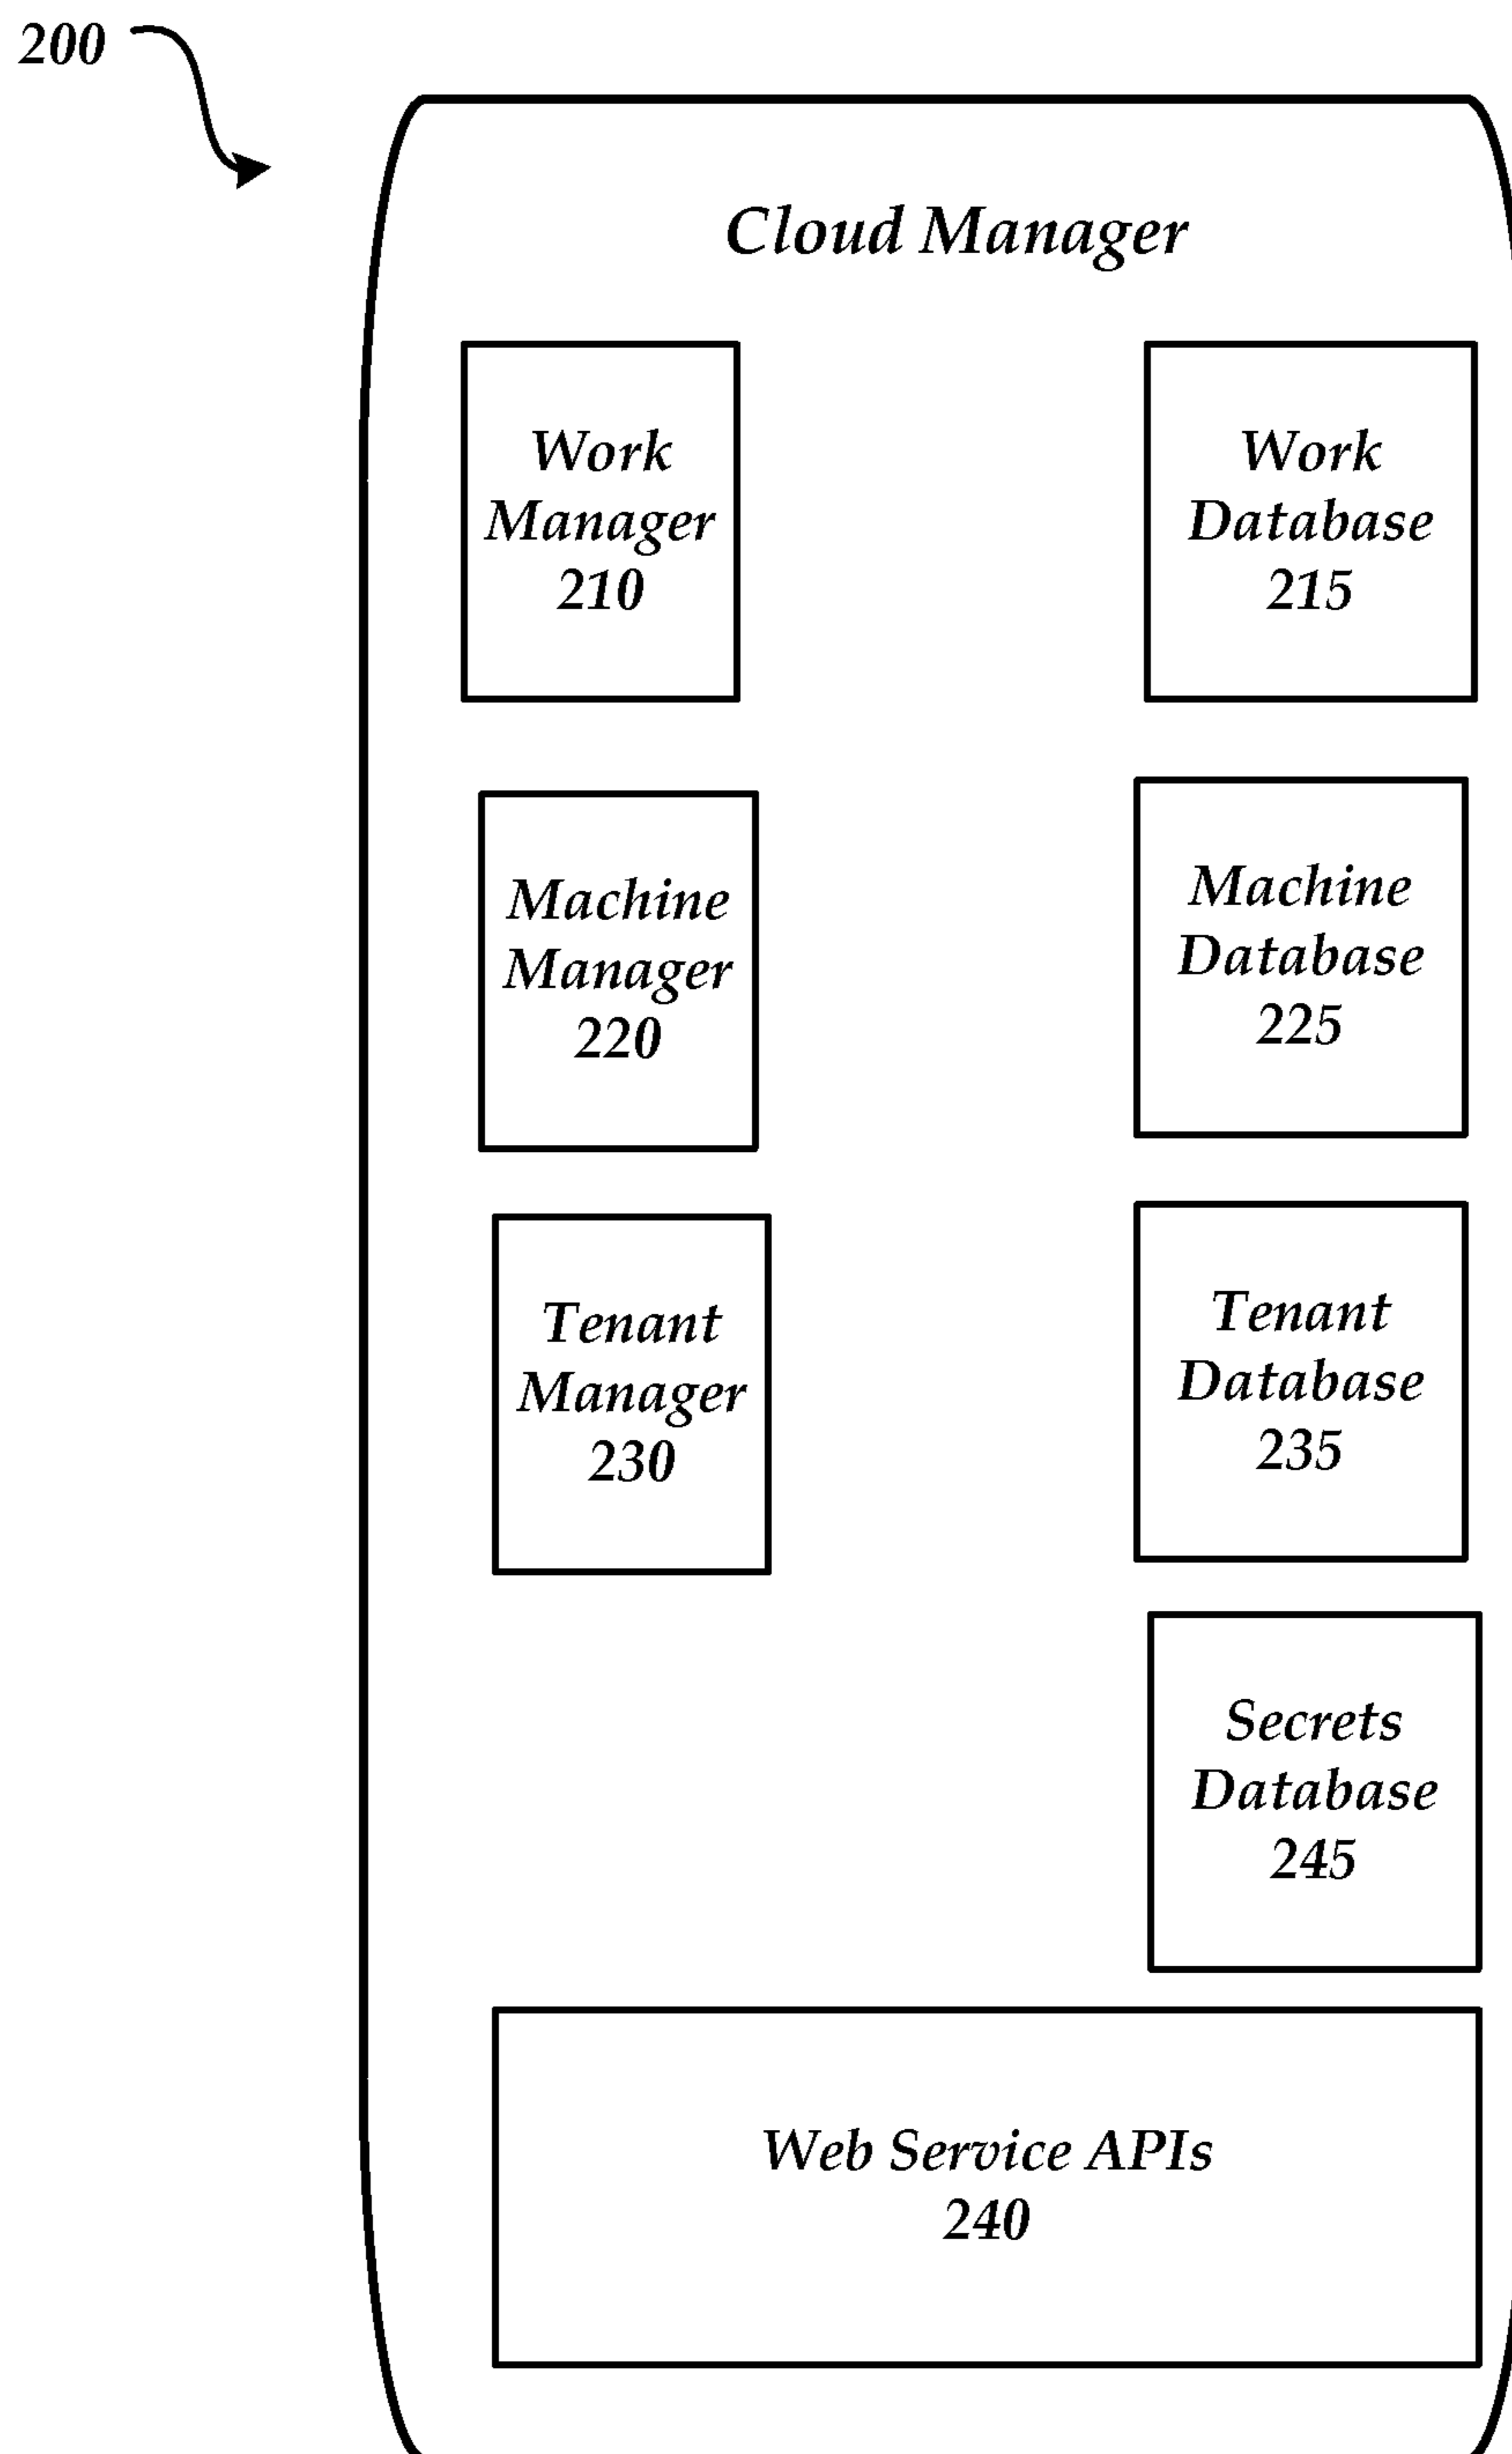 200
Cloud Manager
Work
Manager
210
Work
Database
215
Machine
Manager
220
Machine
Database
225
Tenant
Manager
230
Tenant
Database
235
Secrets
Database
245
Web Service APIs
240